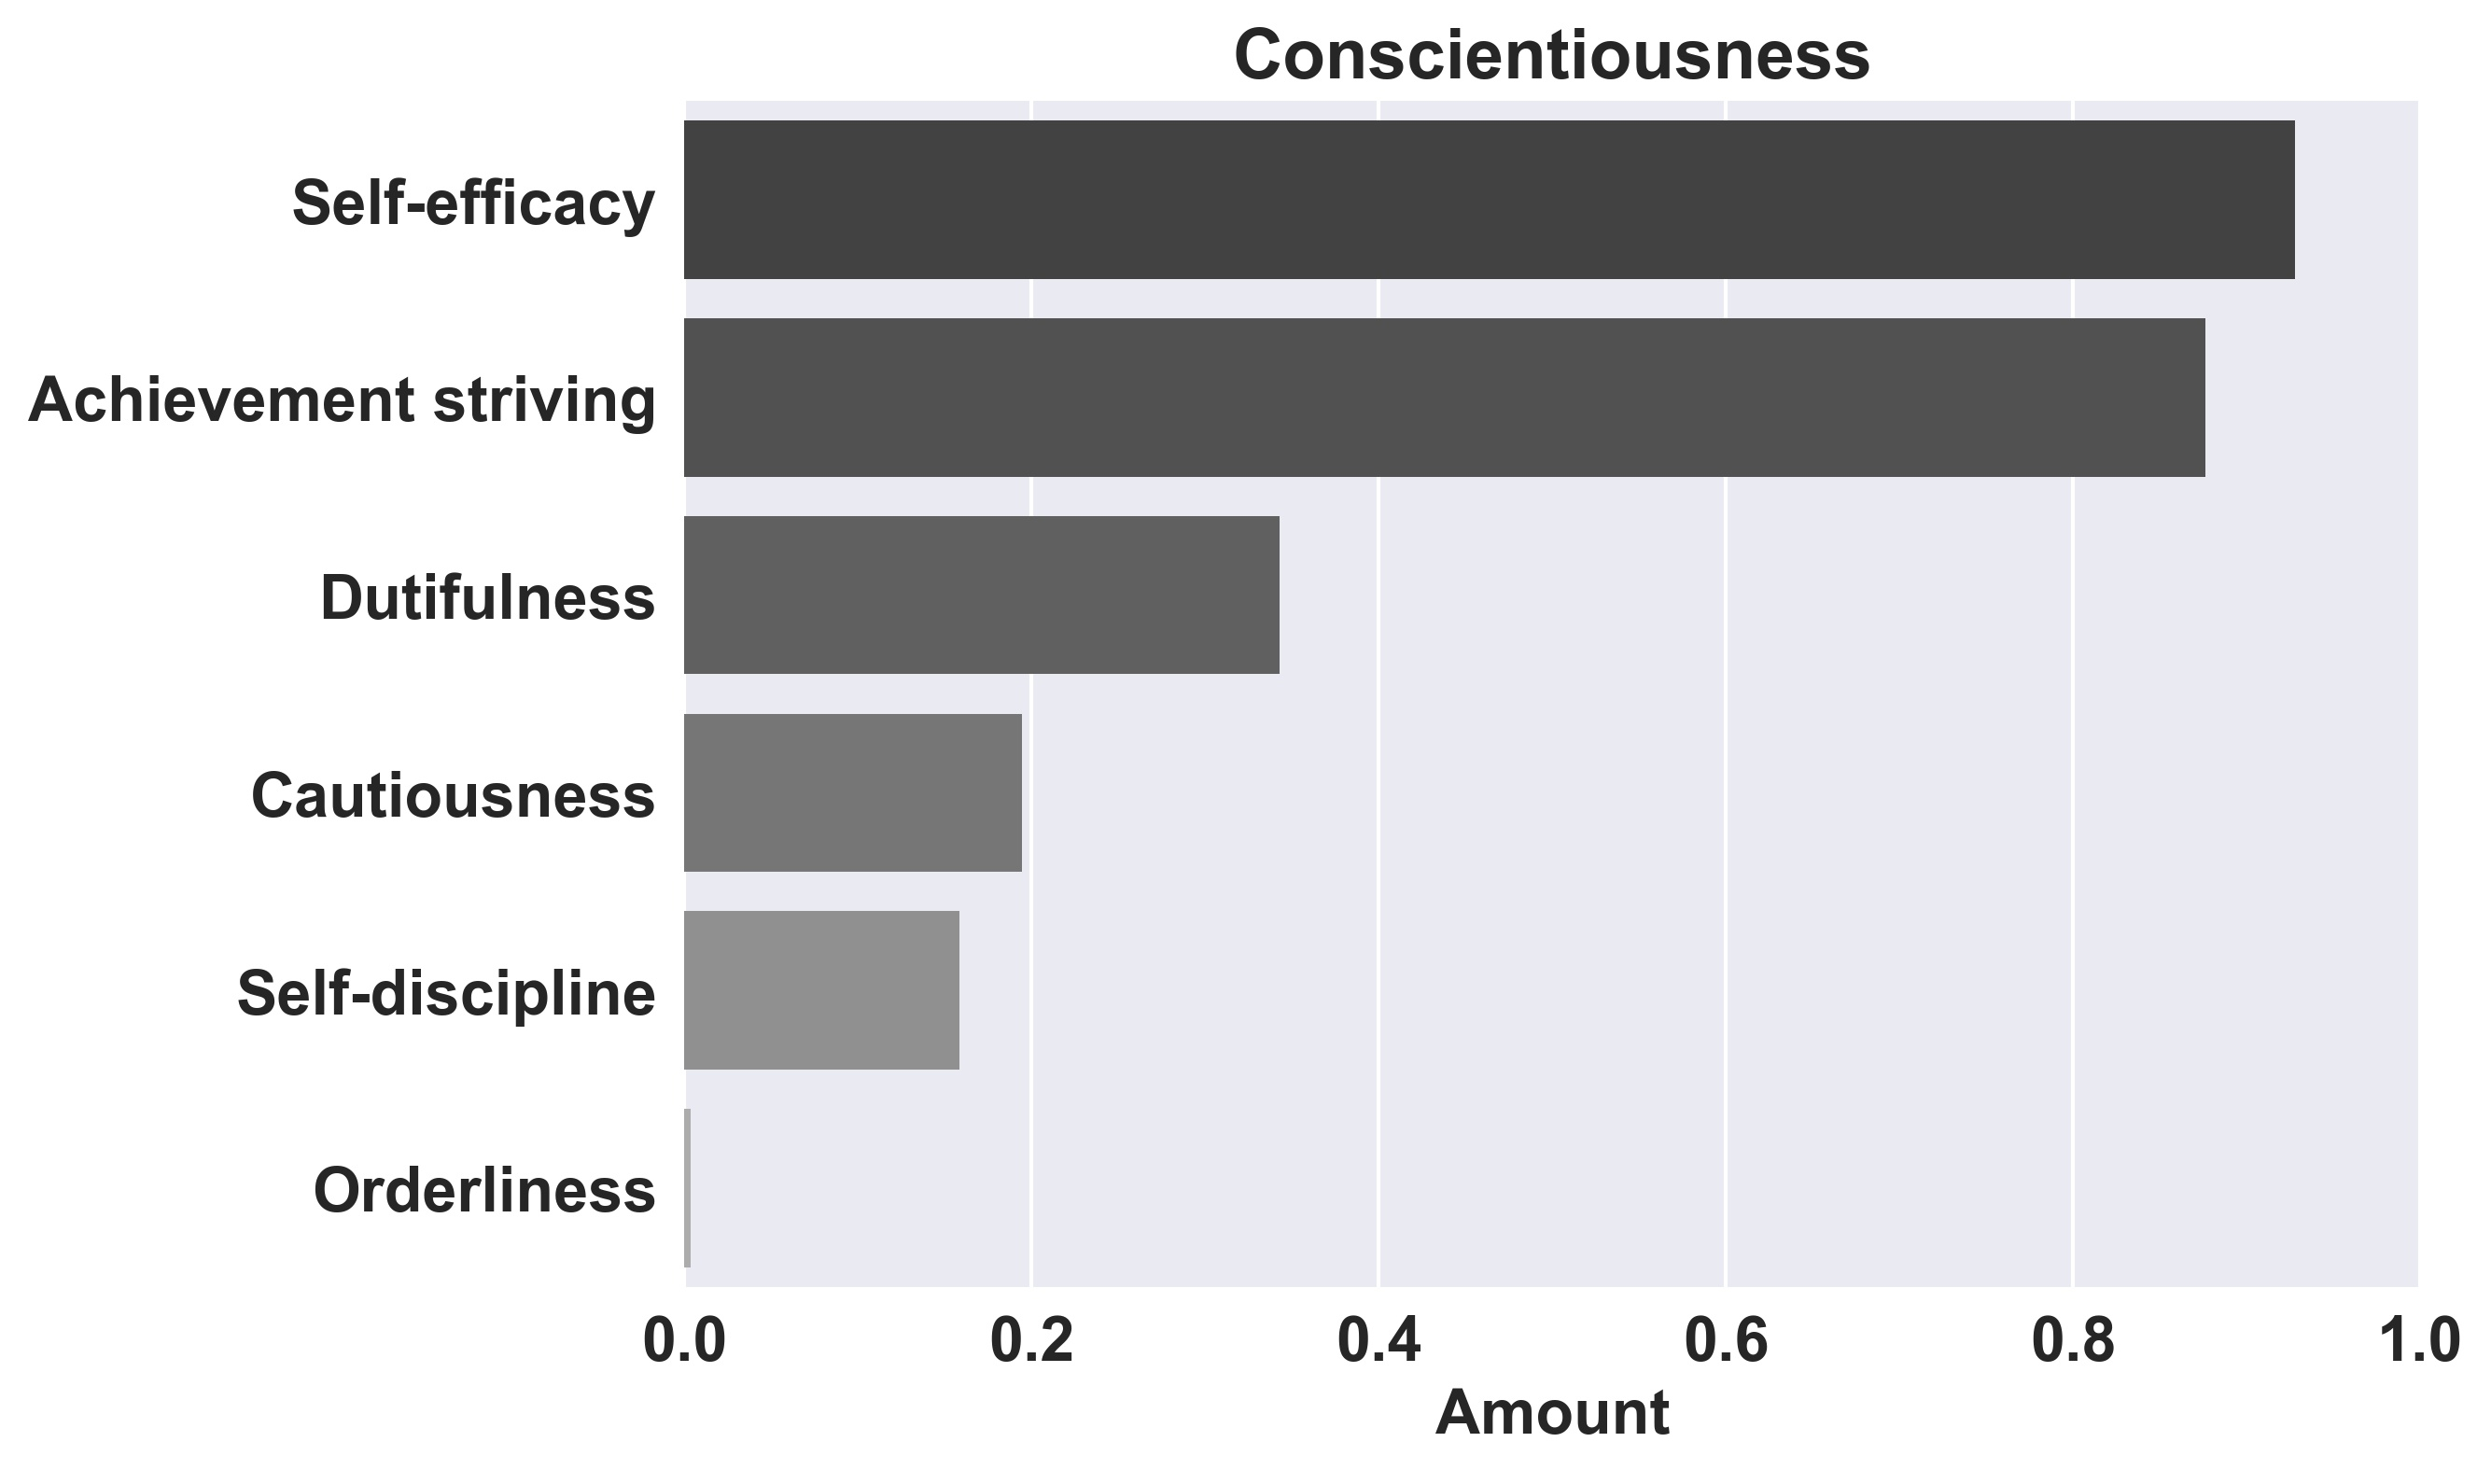 Conscientiousness
Self-efficacy
Achievement striving
Dutifulness
Cautiousness
Self-discipline
Orderliness
0.0 0.2 0.4 0.6 0.8 1.0
Amount